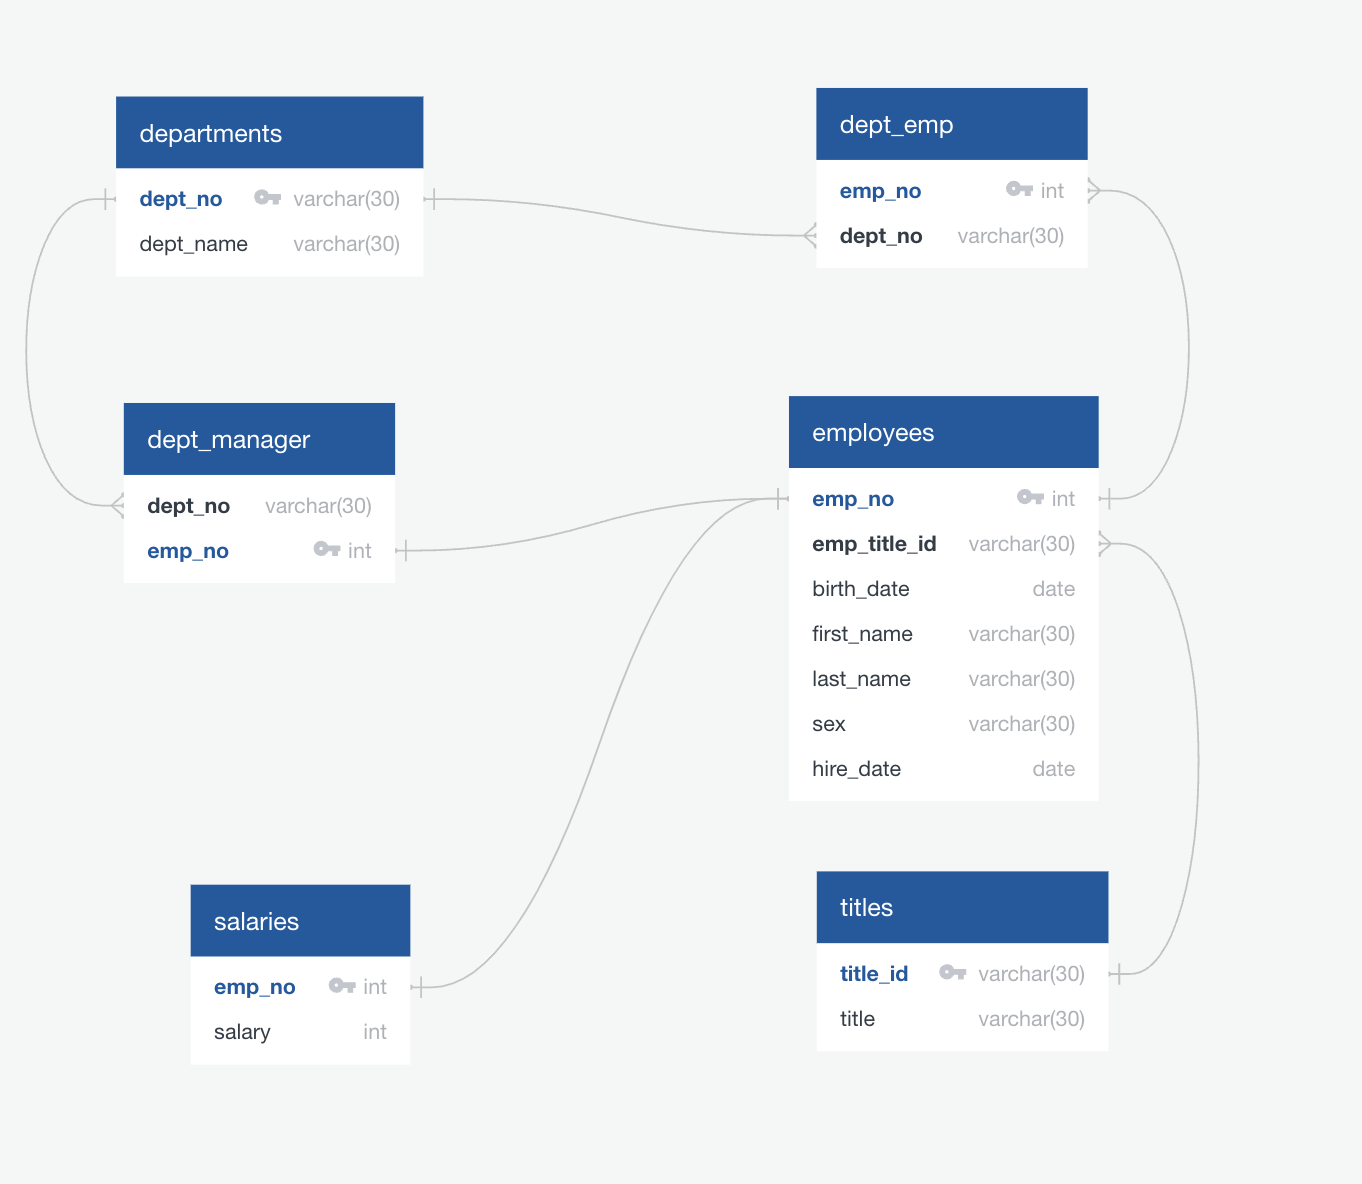 departments
dept_no varchar(30)
dept_name varchar(30)
dept_emp
emp_no int
dept_no varchar(30)
dept_manager
dept_no varchar(30)
emp_no int
employees
emp_no int
emp_title_id varchar(30)
birth_date date
first_name varchar(30)
last_name varchar(30)
sex varchar(30)
hire_date date
salaries
emp_no int
salary int
titles
title_id varchar(30)
title varchar(30)